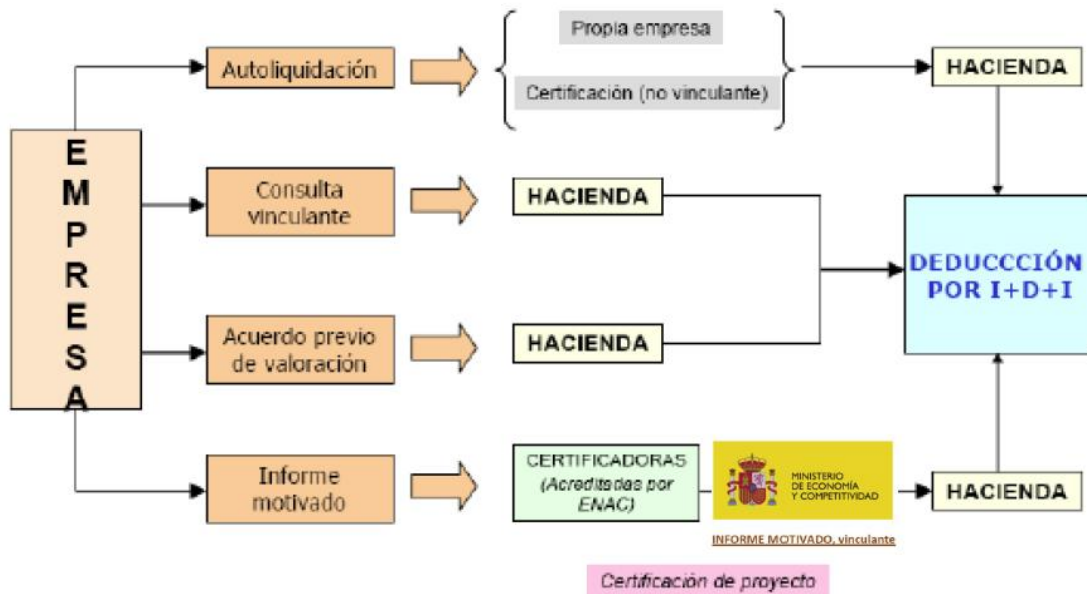 EMPRESA
Autoliquidación
Propia empresa
Certificación (no vinculante)
HACIENDA
Consulta
vinculante
HACIENDA
DEDUCCCIÓN
POR I+D+I
Acuerdo previo
de valoración
HACIENDA
Informe
motivado
CERTIFICADORAS
(Acreditadas por
ENAC)
MINISTERIO
DE ECONOMÍA
Y COMPETITIVIDAD
HACIENDA
INFORME MOTIVADO, vinculante
Certificación de proyecto